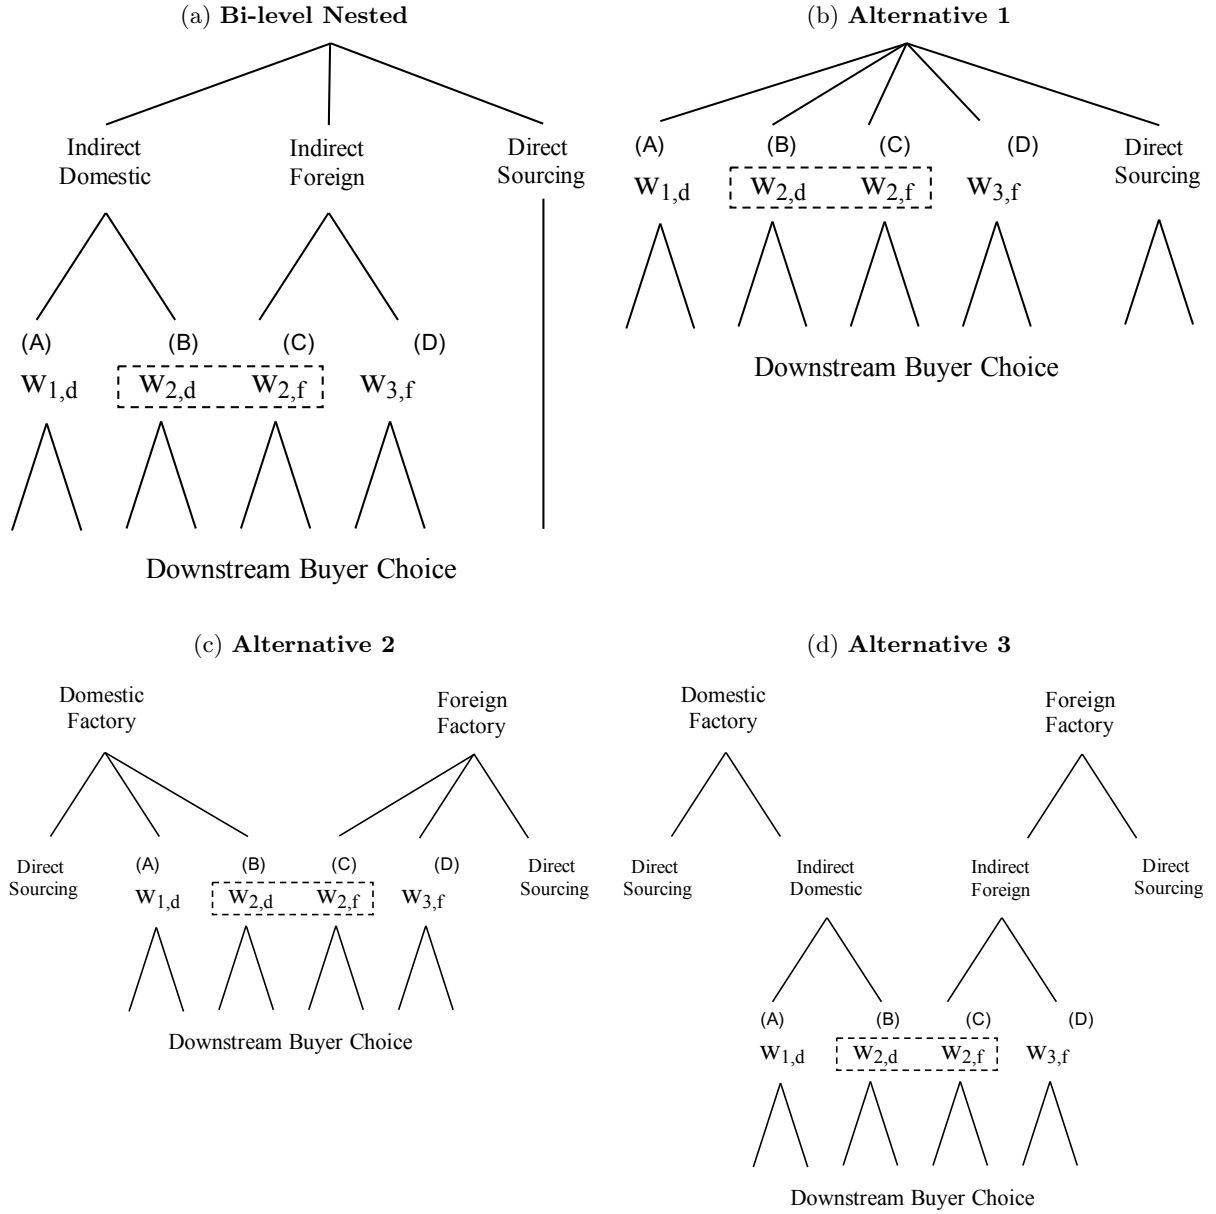 (a) Bi-level Nested
Indirect
Domestic
Indirect
Foreign
Direct
Sourcing
(A) (B) (C) (D)
w1,d w2,d w2,f w3,f
Downstream Buyer Choice
(b) Alternative 1
(A) (B) (C) (D)
w1,d w2,d w2,f w3,f
Direct
Sourcing
Downstream Buyer Choice
(c) Alternative 2
Domestic
Factory
Foreign
Factory
Direct
Sourcing
(A) (B) (C) (D)
w1,d w2,d w2,f w3,f
Direct
Sourcing
Downstream Buyer Choice
(d) Alternative 3
Domestic
Factory
Foreign
Factory
Direct
Sourcing
Indirect
Domestic
Indirect
Foreign
Direct
Sourcing
(A) (B) (C) (D)
w1,d w2,d w2,f w3,f
Downstream Buyer Choice